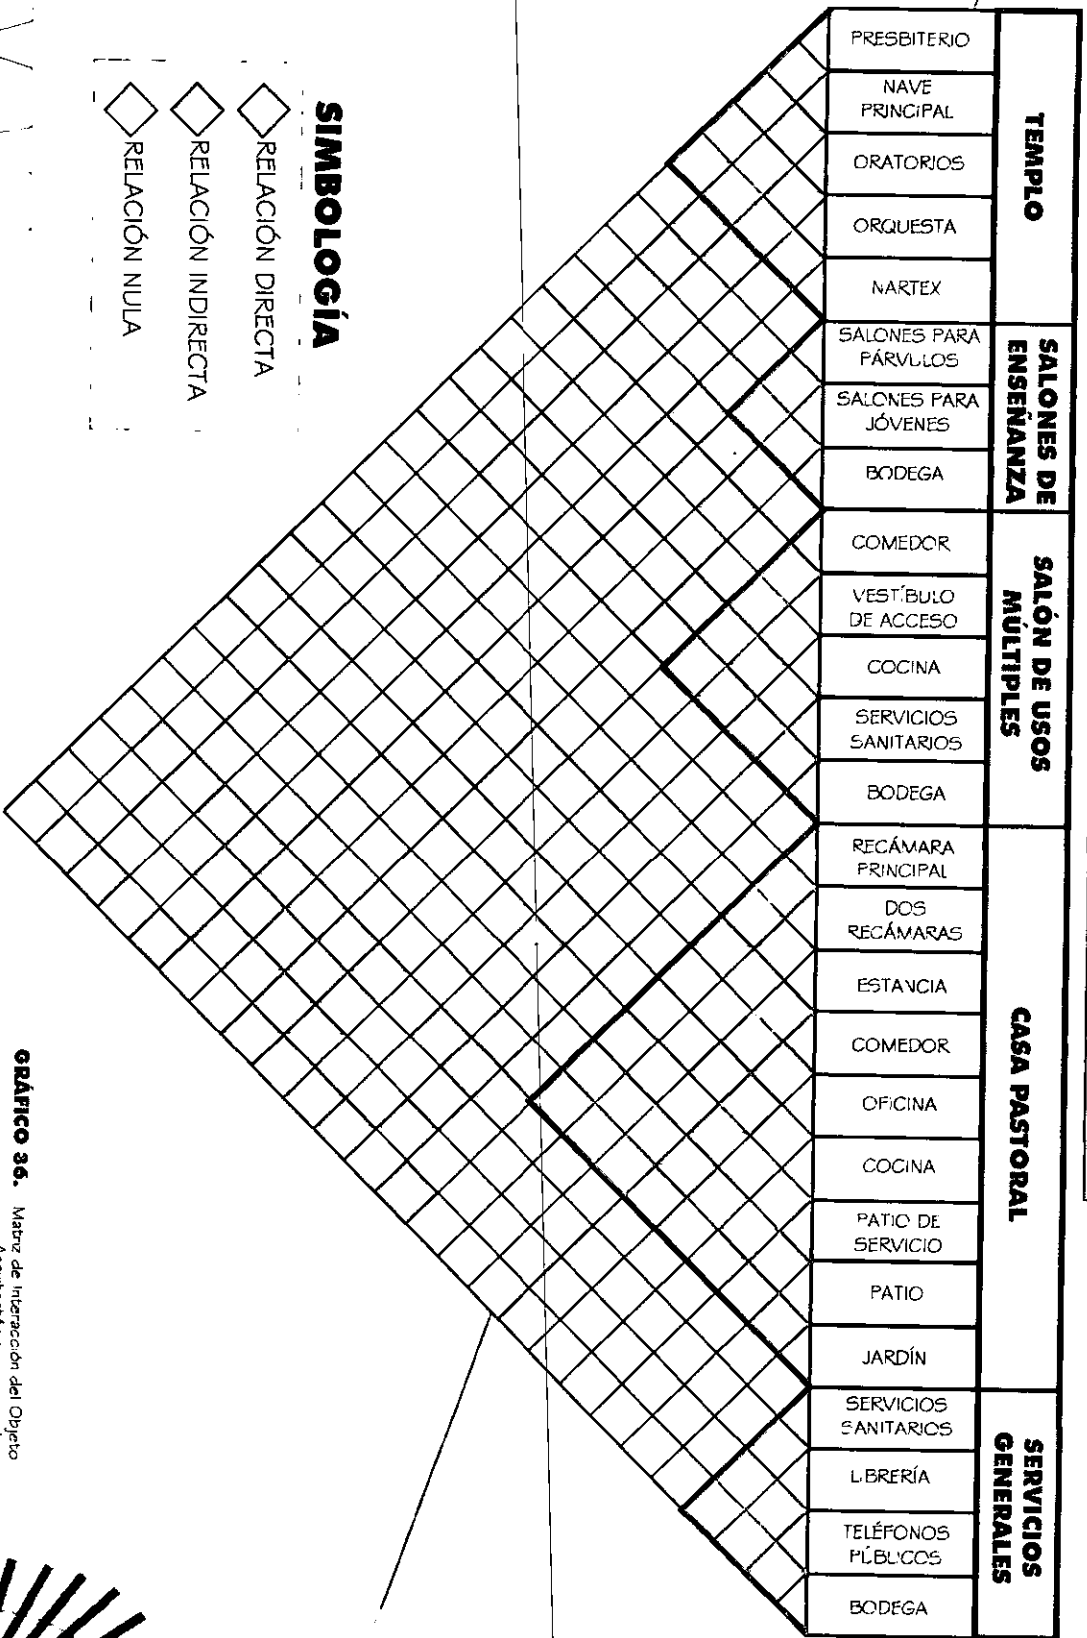 TEMPLO
PRESBITERIO
NAVE
PRINCIPAL
ORATORIOS
ORQUESTA
NARTEX
SALONES DE
ENSEÑANZA
SALONES PARA
PÁRVULOS
SALONES PARA
JÓVENES
BODEGA
SALÓN DE USOS
MÚLTIPLES
COMEDOR
VESTÍBULO
DE ACCESO
COCINA
SERVICIOS
SANITARIOS
BODEGA
CASA PASTORAL
RECÁMARA
PRINCIPAL
DOS
RECÁMARAS
ESTANCIA
COMEDOR
OFICINA
COCINA
PATIO DE
SERVICIO
PATIO
JARDÍN
SERVICIOS
GENERALES
SERVICIOS
SANITARIOS
LIBRERÍA
TELÉFONOS
PÚBLICOS
BODEGA
SIMBOLOGÍA
RELACIÓN DIRECTA
RELACIÓN INDIRECTA
RELACIÓN NULA
GRÁFICO 36. Matriz de Interacción del Objeto